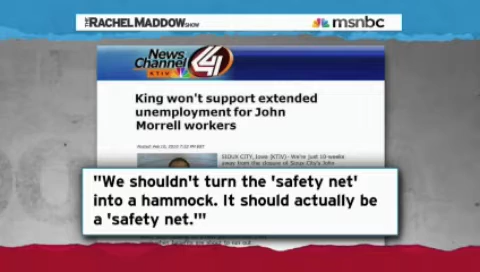 THE RACHEL MADDOW SHOW
msnbc
News
Channel 4
KTIV
King won't support extended
unemployment for John
Morrell workers
SIOUX CITY, Iowa (KTIV)- We're just 10-weeks
away from the closure of Sioux City's John
"We shouldn't turn the 'safety net'
into a hammock. It should actually be
a 'safety net.'"